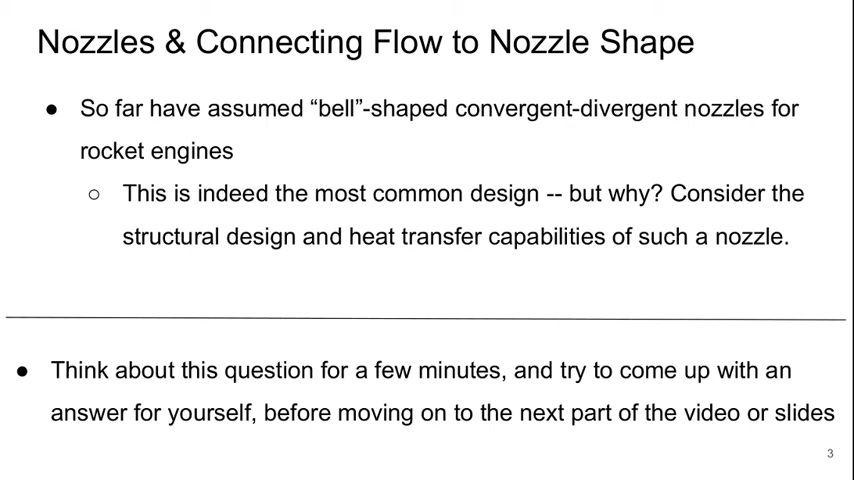 Nozzles & Connecting Flow to Nozzle Shape
● So far have assumed “bell”-shaped convergent-divergent nozzles for
rocket engines
○ This is indeed the most common design -- but why? Consider the
structural design and heat transfer capabilities of such a nozzle.
● Think about this question for a few minutes, and try to come up with an
answer for yourself, before moving on to the next part of the video or slides
3